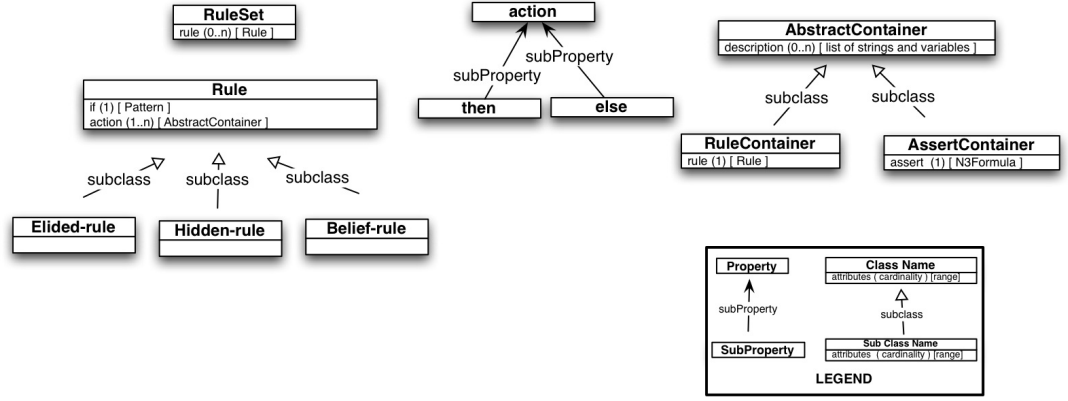 RuleSet
rule (0..n) [ Rule ]
Rule
if (1) [ Pattern ]
action (1..n) [ AbstractContainer ]
subclass
subclass
subclass
Elided-rule
Hidden-rule
Belief-rule
action
subProperty
subProperty
then
else
AbstractContainer
description (0..n) [ list of strings and variables ]
subclass
subclass
RuleContainer
rule (1) [ Rule ]
AssertContainer
assert (1) [ N3Formula ]
Property
subProperty
SubProperty
Class Name
attributes ( cardinality ) [range]
subclass
Sub Class Name
attributes ( cardinality ) [range]
LEGEND